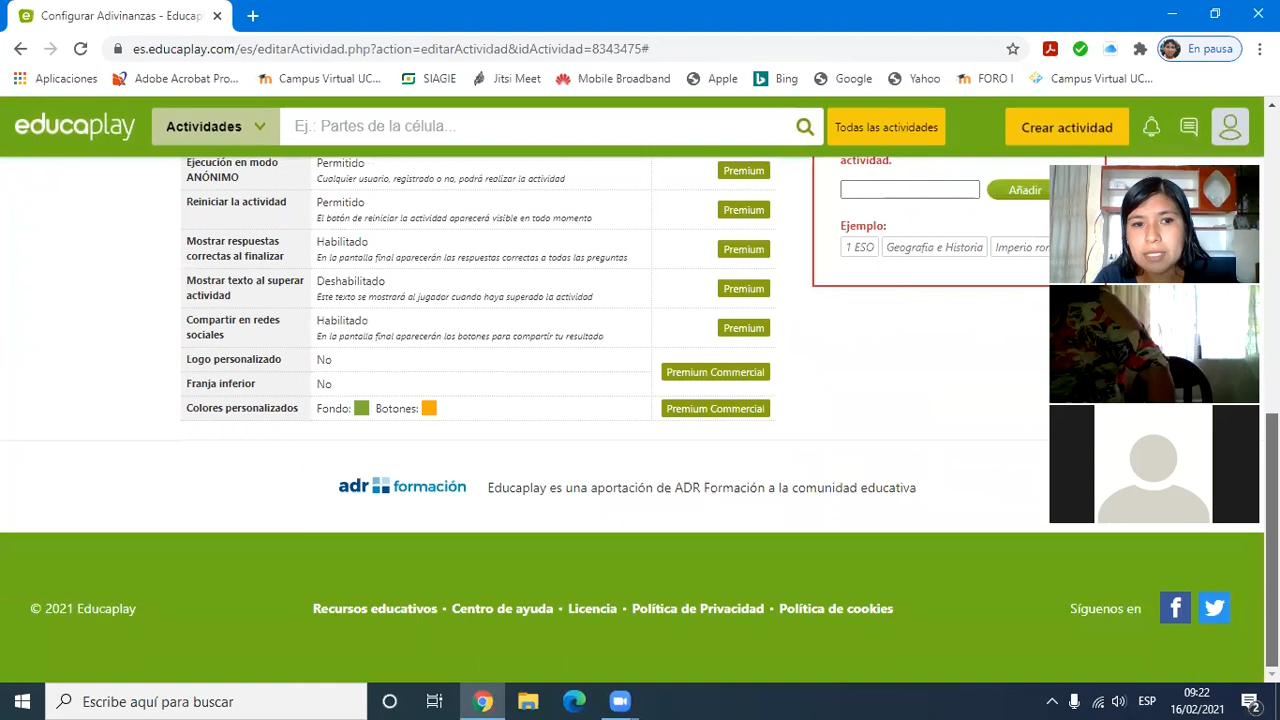 Configurar Adivinanzas - Educap
es.educaplay.com/es/editarActividad.php?action=editarActividad&idActividad=8343475#
En pausa
Aplicaciones
Adobe Acrobat Pro...
Campus Virtual UC...
SIAGIE
Jitsi Meet
Mobile Broadband
Apple
Bing
Google
Yahoo
FORO I
Campus Virtual UC...
educaplay
Actividades
Ej.: Partes de la célula...
Todas las actividades
Crear actividad
Ejecución en modo ANÓNIMO
Permitido
Cualquier usuario, registrado o no, podrá realizar la actividad
Premium
Reiniciar la actividad
Permitido
El botón de reiniciar la actividad aparecerá visible en todo momento
Premium
Mostrar respuestas correctas al finalizar
Habilitado
En la pantalla final aparecerán las respuestas correctas a todas las preguntas
Premium
Mostrar texto al superar actividad
Deshabilitado
Este texto se mostrará al jugador cuando haya superado la actividad
Premium
Compartir en redes sociales
Habilitado
En la pantalla final aparecerán los botones para compartir tu resultado
Premium
Logo personalizado
No
Premium Commercial
Franja inferior
No
Colores personalizados
Fondo: Botones:
Premium Commercial
actividad.
Añadir
Ejemplo:
1 ESO
Geografía e Historia
Imperio ror
adr formación
Educaplay es una aportación de ADR Formación a la comunidad educativa
© 2021 Educaplay
Recursos educativos · Centro de ayuda · Licencia · Política de Privacidad · Política de cookies
Síguenos en
Escribe aquí para buscar
ESP
09:22
16/02/2021
2